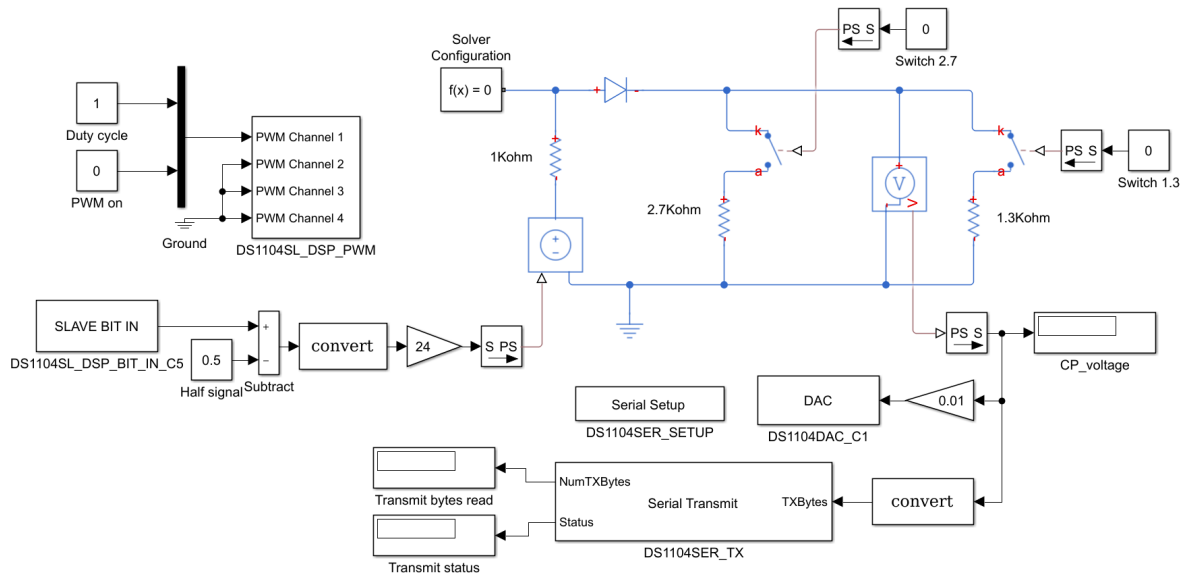 Solver
Configuration
f(x) = 0
PS S
0
Switch 2.7
1
Duty cycle
0
PWM on
Ground
PWM Channel 1
PWM Channel 2
PWM Channel 3
PWM Channel 4
DS1104SL_DSP_PWM
+
-
1Kohm
+
+
-
k
a
+
2.7Kohm
+
V
V
k
a
+
1.3Kohm
PS S
0
Switch 1.3
SLAVE BIT IN
DS1104SL_DSP_BIT_IN_C5
0.5
Half signal
+
−
Subtract
convert
24
S PS
PS S
CP_voltage
0.01
DAC
DS1104DAC_C1
Serial Setup
DS1104SER_SETUP
Transmit bytes read
Transmit status
NumTXBytes
Status
Serial Transmit
TXBytes
DS1104SER_TX
convert